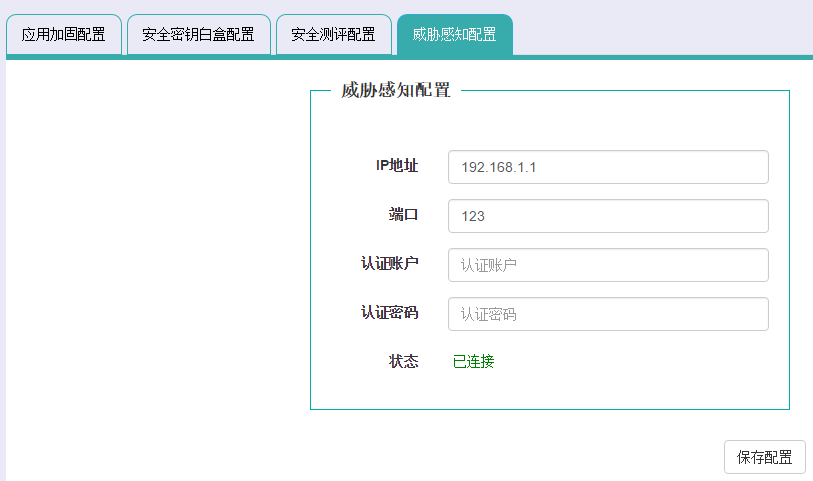 应用加固配置 安全密钥白盒配置 安全测评配置 威胁感知配置
威胁感知配置
IP地址 192.168.1.1
端口 123
认证账户 认证账户
认证密码 认证密码
状态 已连接
保存配置